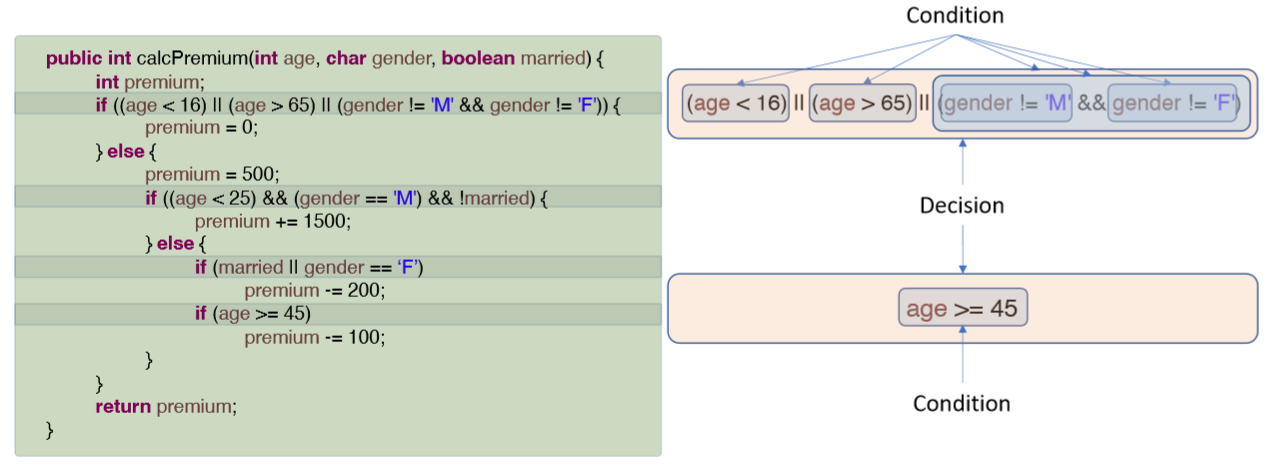 public int calcPremium(int age, char gender, boolean married) {
int premium;
if ((age < 16) || (age > 65) || (gender != 'M' && gender != 'F')) {
premium = 0;
} else {
premium = 500;
if ((age < 25) && (gender == 'M') && !married) {
premium += 1500;
} else {
if (married || gender == ‘F’)
premium -= 200;
if (age >= 45)
premium -= 100;
}
}
return premium;
}
Condition
(age < 16) || (age > 65) || (gender != 'M' && gender != 'F')
Decision
age >= 45
Condition